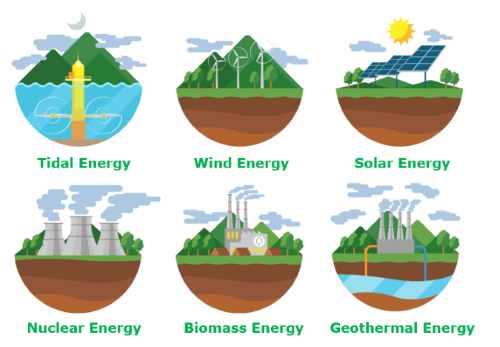 Tidal Energy
Wind Energy
Solar Energy
Nuclear Energy
Biomass Energy
Geothermal Energy